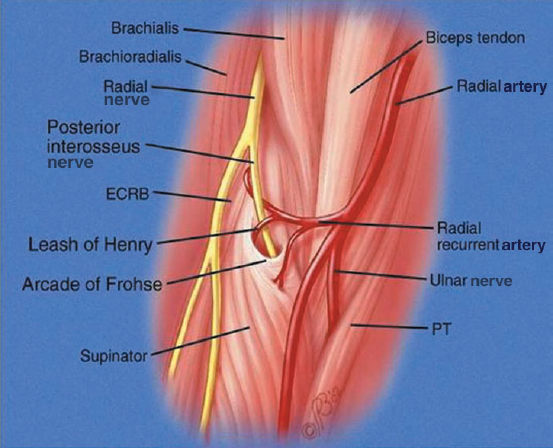 Brachialis
Brachioradialis
Radial
nerve
Posterior
interosseus
nerve
ECRB
Leash of Henry
Arcade of Frohse
Supinator
Biceps tendon
Radial artery
Radial
recurrent artery
Ulnar nerve
PT